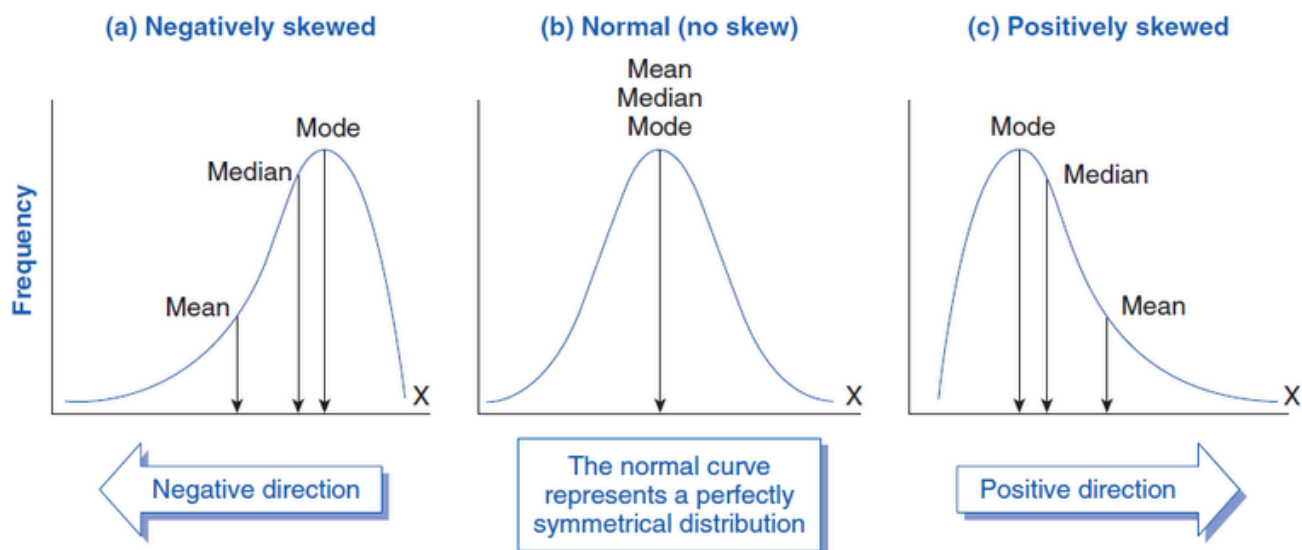 (a) Negatively skewed
(b) Normal (no skew)
(c) Positively skewed
Frequency
Mode
Median
Mean
X
Mean
Median
Mode
X
Mode
Median
Mean
X
Negative direction
The normal curve
represents a perfectly
symmetrical distribution
Positive direction